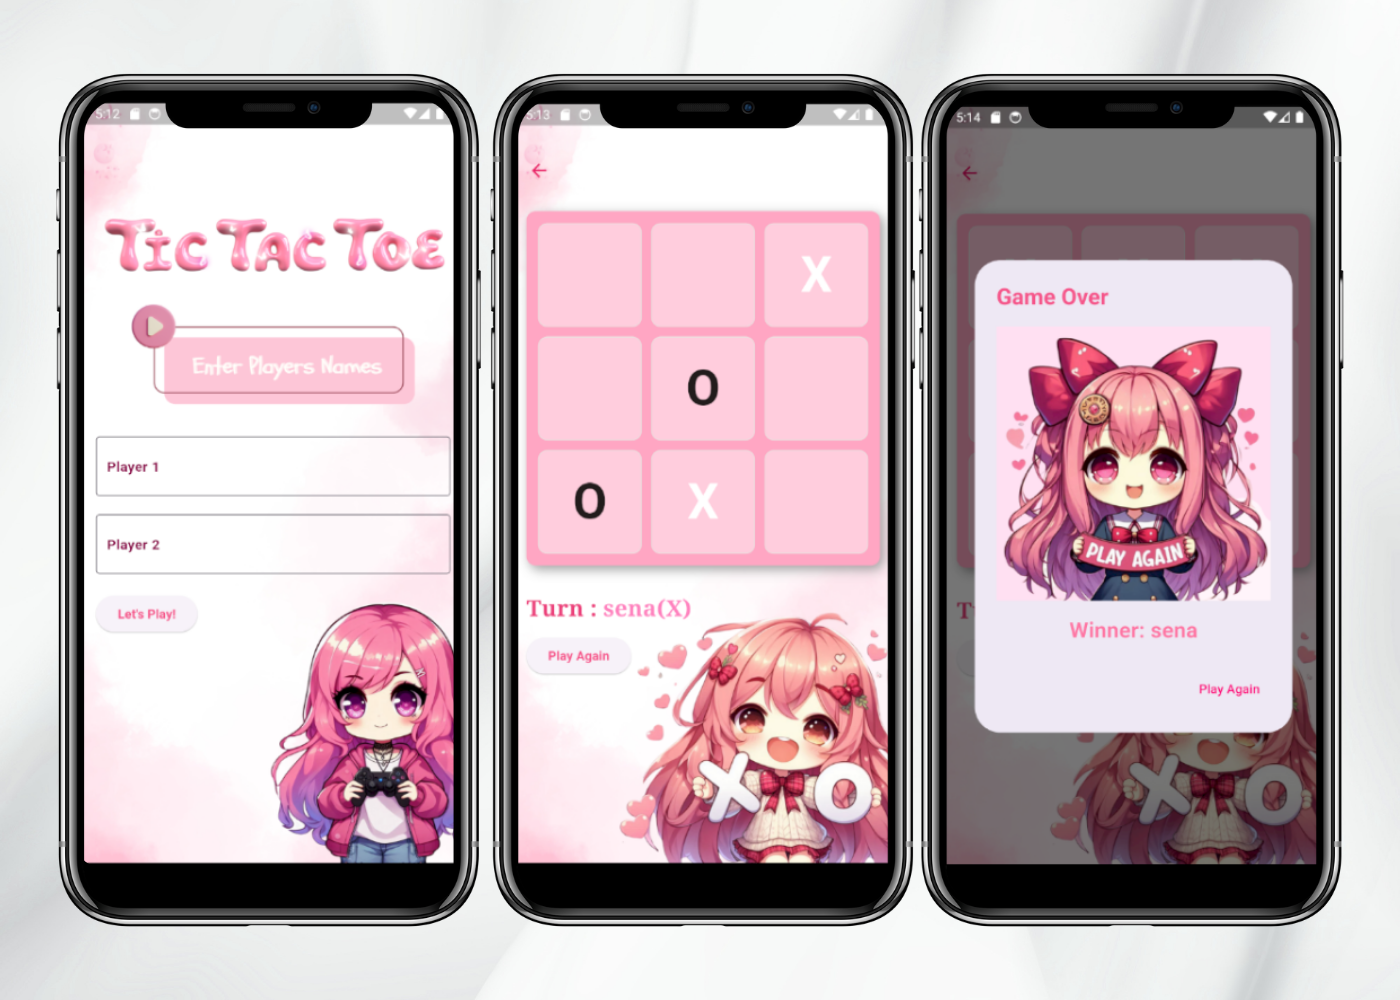 5:12
Tic Tac Toe
Enter Players Names
Player 1
Player 2
Let's Play!
5:13
X
O
O X
Turn : sena(X)
Play Again
X O
5:14
Game Over
PLAY AGAIN
Winner: sena
Play Again
T
X O